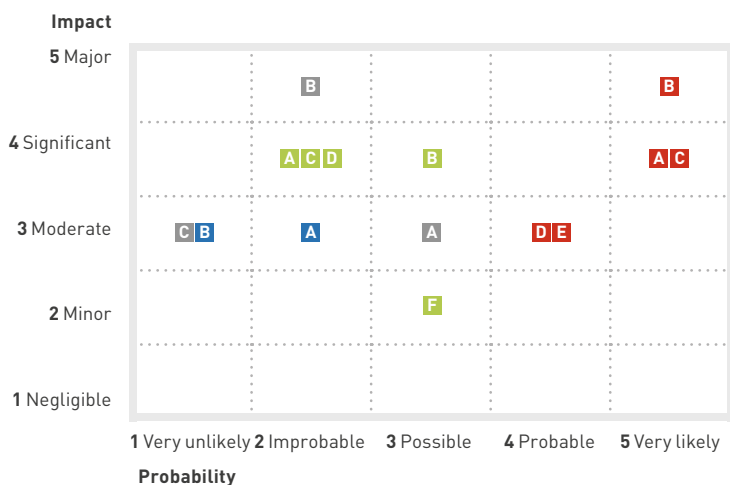 Impact
5 Major
B B
4 Significant
A C D B A C
3 Moderate
C B A A D E
2 Minor
F
1 Negligible
1 Very unlikely 2 Improbable 3 Possible 4 Probable 5 Very likely
Probability